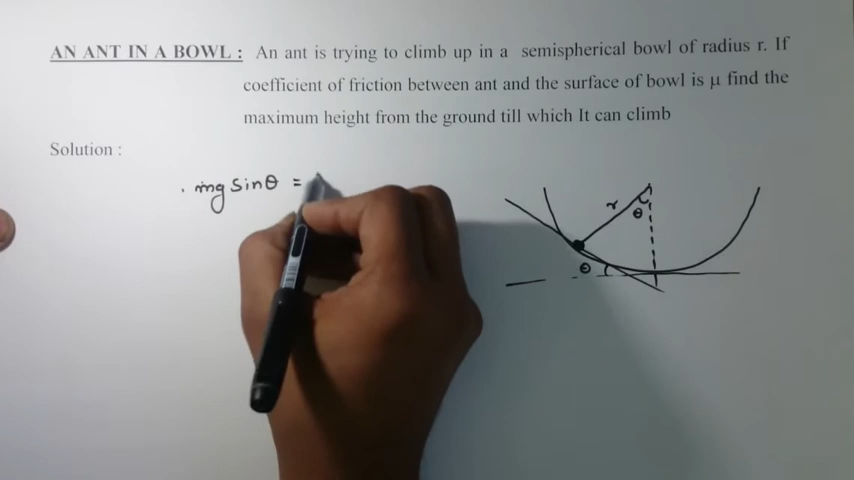 AN ANT IN A BOWL : An ant is trying to climb up in a semispherical bowl of radius r. If
coefficient of friction between ant and the surface of bowl is μ find the
maximum height from the ground till which It can climb
Solution :
mg sinθ =
r
θ
θ